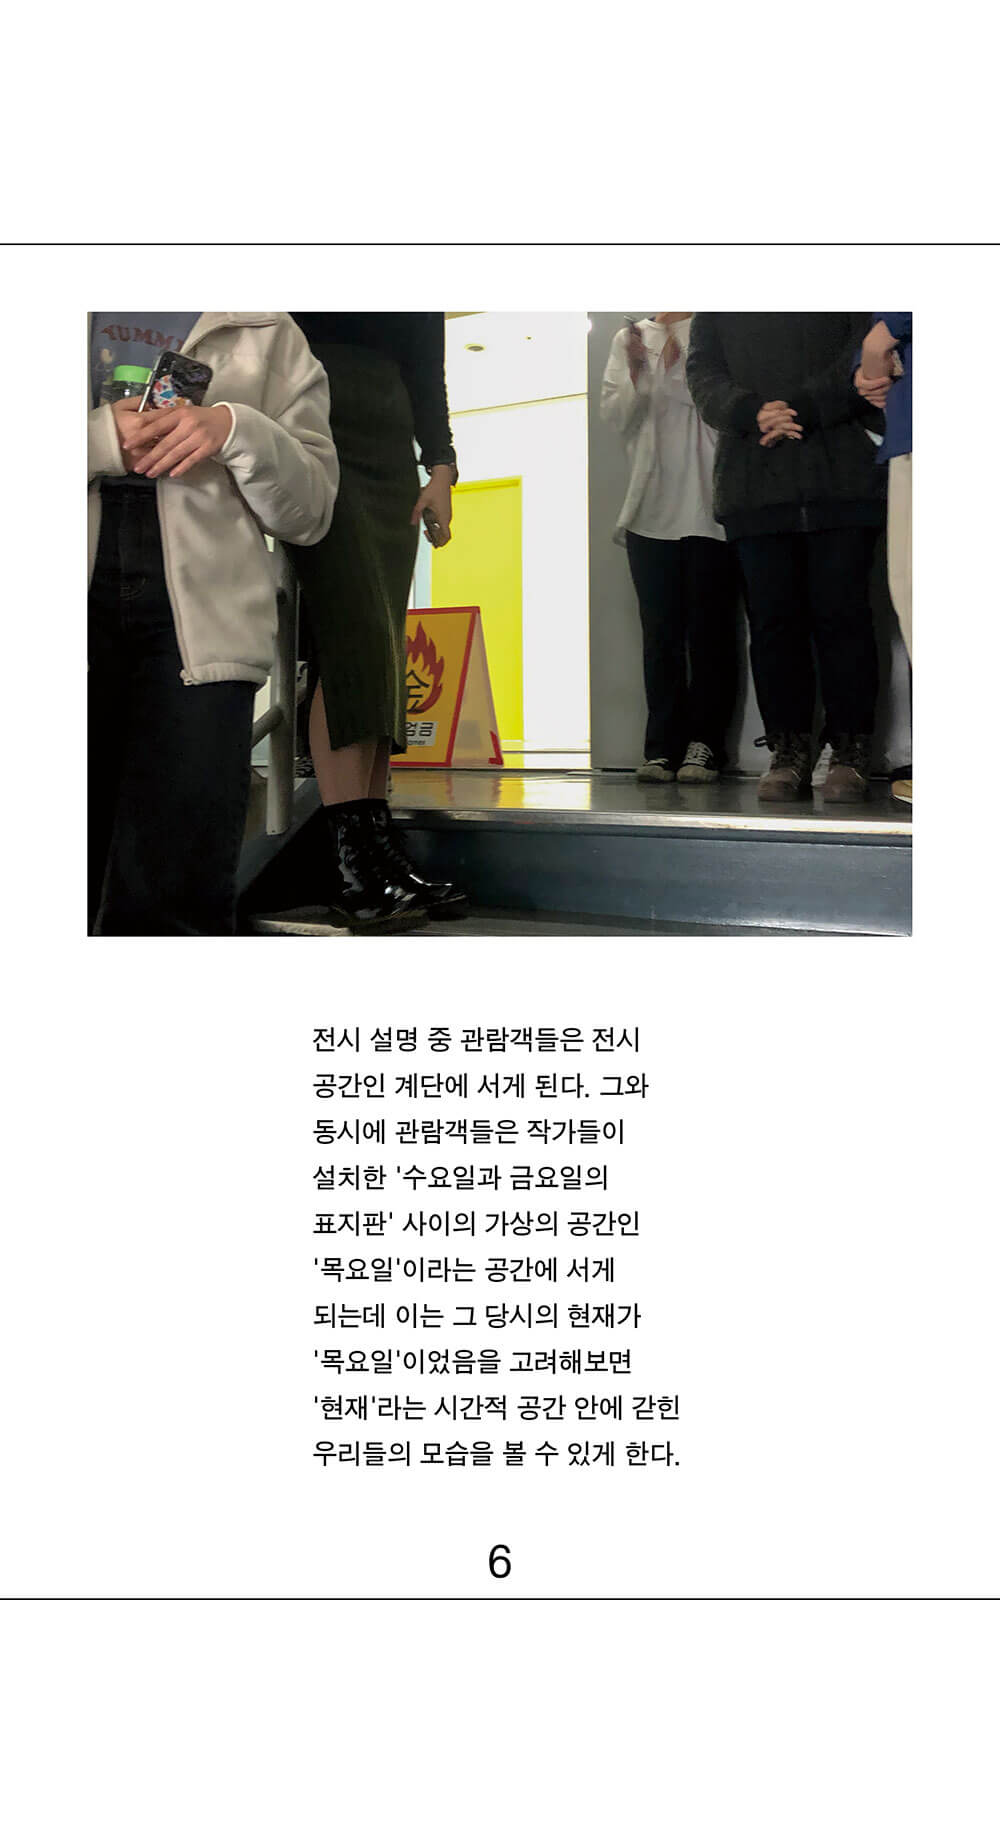 수
엄금
전시 설명 중 관람객들은 전시
공간인 계단에 서게 된다. 그와
동시에 관람객들은 작가들이
설치한 '수요일과 금요일의
표지판' 사이의 가상의 공간인
'목요일'이라는 공간에 서게
되는데 이는 그 당시의 현재가
'목요일'이었음을 고려해보면
'현재'라는 시간적 공간 안에 갇힌
우리들의 모습을 볼 수 있게 한다.
6